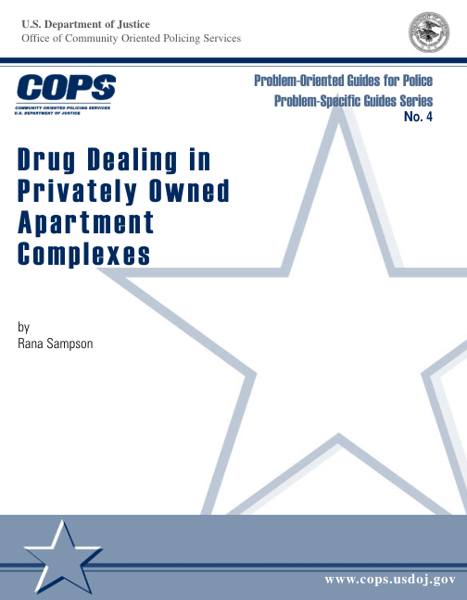 U.S. Department of Justice
Office of Community Oriented Policing Services
COPS
COMMUNITY ORIENTED POLICING SERVICES
U.S. DEPARTMENT OF JUSTICE
Problem-Oriented Guides for Police
Problem-Specific Guides Series
No. 4
Drug Dealing in
Privately Owned
Apartment
Complexes
by
Rana Sampson
www.cops.usdoj.gov